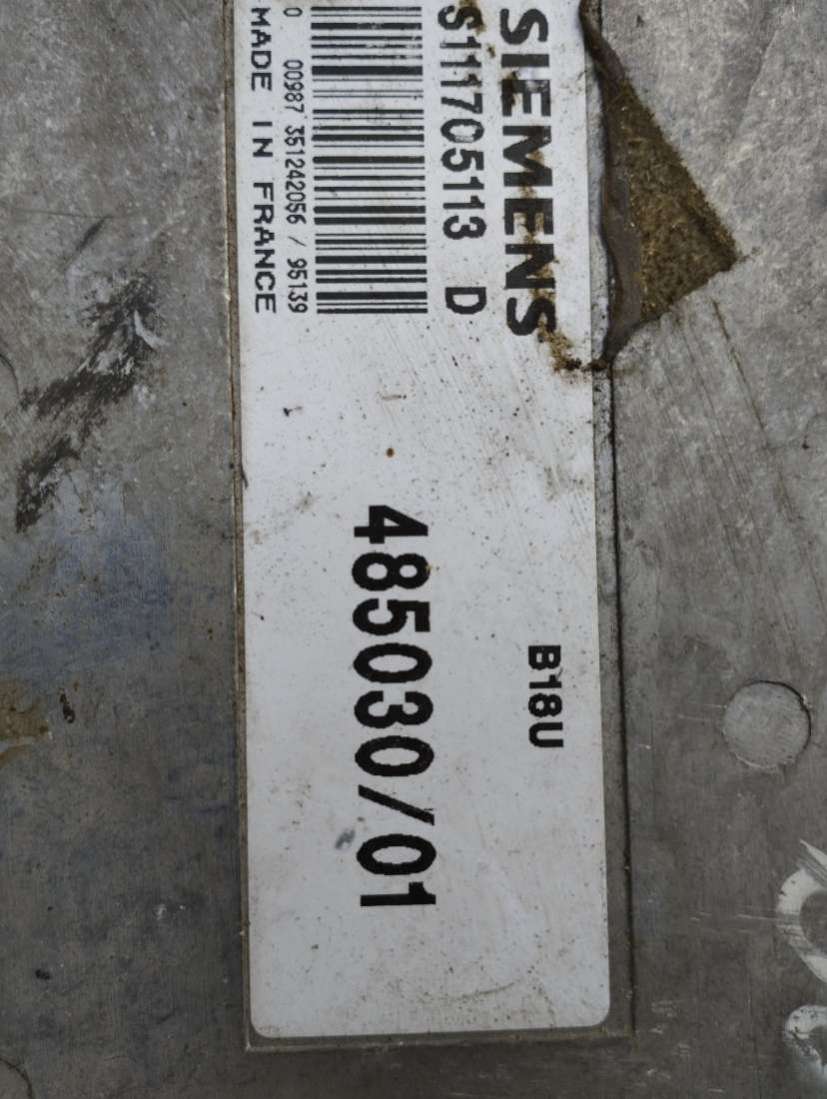 SIEMENS
S111705113 D
0 00987 351242056 / 95139
MADE IN FRANCE
B18U
485030/01